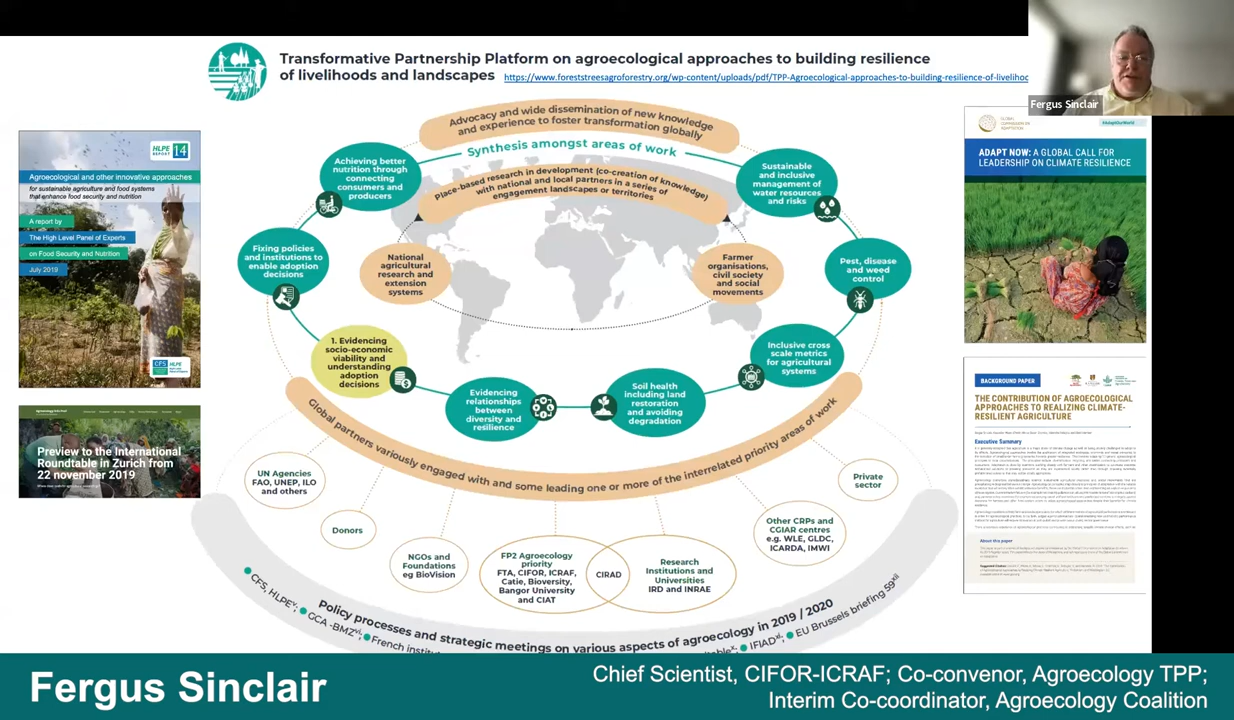 Transformative Partnership Platform on agroecological approaches to building resilience
of livelihoods and landscapes
https://www.foreststreesagroforestry.org/wp-content/uploads/pdf/TPP-Agroecological-approaches-to-building-resilience-of-livelihoo
Fergus Sinclair
HLPE
REPORT 14
Agroecological and other innovative approaches
for sustainable agriculture and food systems
that enhance food security and nutrition
A report by
The High Level Panel of Experts
on Food Security and Nutrition
July 2019
CFS
HLPE
Preview to the International
Roundtable in Zurich from
22 november 2019
Advocacy and wide dissemination of new knowledge
and experience to foster transformation globally
Synthesis amongst areas of work
Place-based research in development (co-creation of knowledge)
with national and local partners in a series of
engagement landscapes or territories
Achieving better
nutrition through
connecting
consumers and
producers
Sustainable
and inclusive
management of
water resources
and risks
Fixing policies
and institutions to
enable adoption
decisions
National
agricultural
research and
extension
systems
Farmer
organisations,
civil society
and social
movements
Pest, disease
and weed
control
1. Evidencing
socio-economic
viability and
understanding
adoption
decisions
Inclusive cross
scale metrics
for agricultural
systems
Evidencing
relationships
between
diversity and
resilience
Soil health
including land
restoration
and avoiding
degradation
Global partners variously engaged with and some leading one or more of the interrelated priority areas of work
UN Agencies
FAO, UNEP, ILO
and others
Donors
NGOs and
Foundations
eg BioVision
FP2 Agroecology
priority
FTA, CIFOR, ICRAF,
Catie, Bioversity,
Bangor University
and CIAT
CIRAD
Research
Institutions and
Universities
IRD and INRAE
Other CRPs and
CGIAR centres
e.g. WLE, GLDC,
ICARDA, IMWI
Private
sector
Policy processes and strategic meetings on various aspects of agroecology in 2019 / 2020
CFS, HLPE
GCA -BMZ
French
IFIAD
EU Brussels briefing 59
GLOBAL
COMMISSION ON
ADAPTATION
ADAPT NOW: A GLOBAL CALL FOR
LEADERSHIP ON CLIMATE RESILIENCE
BACKGROUND PAPER
THE CONTRIBUTION OF AGROECOLOGICAL
APPROACHES TO REALIZING CLIMATE-
RESILIENT AGRICULTURE
Executive Summary
About this paper
Fergus Sinclair
Chief Scientist, CIFOR-ICRAF; Co-convenor, Agroecology TPP;
Interim Co-coordinator, Agroecology Coalition